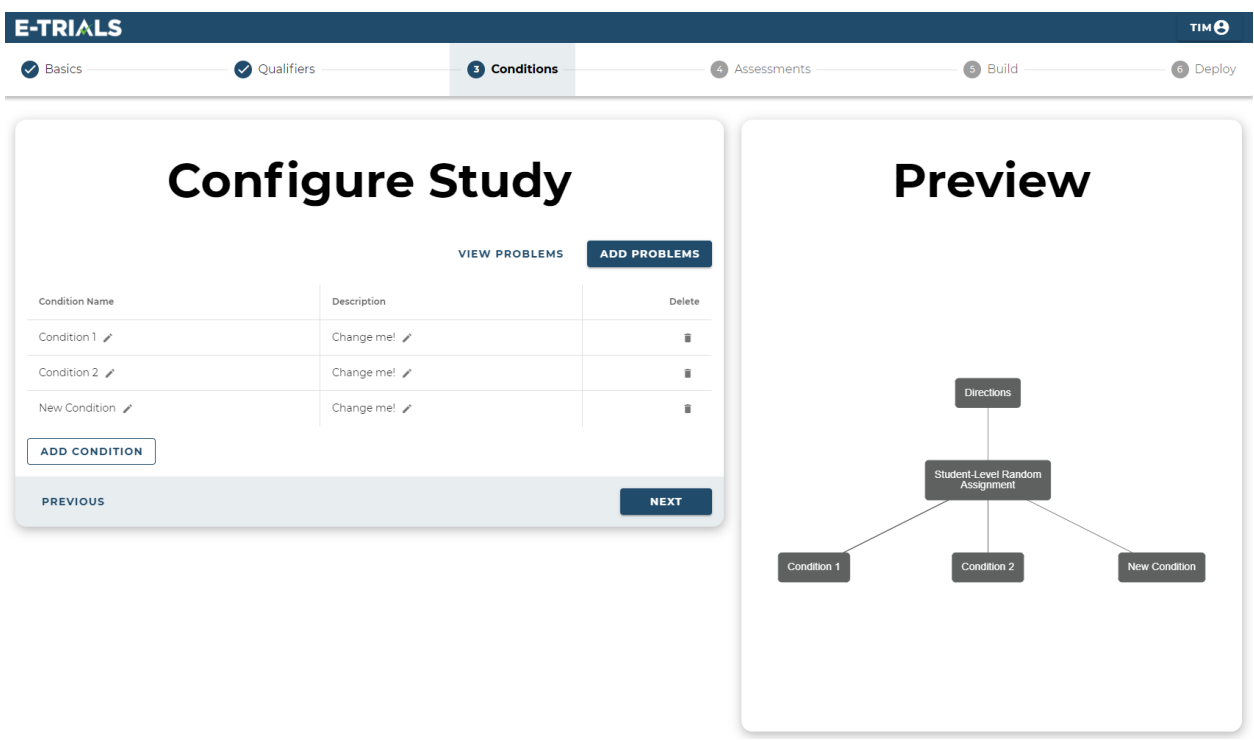 E-TRIALS
TIM
Basics
Qualifiers
3 Conditions
4 Assessments
5 Build
6 Deploy
Configure Study
VIEW PROBLEMS
ADD PROBLEMS
Condition Name Description Delete
Condition 1 Change me!
Condition 2 Change me!
New Condition Change me!
ADD CONDITION
PREVIOUS
NEXT
Preview
Directions
Student-Level Random
Assignment
Condition 1
Condition 2
New Condition